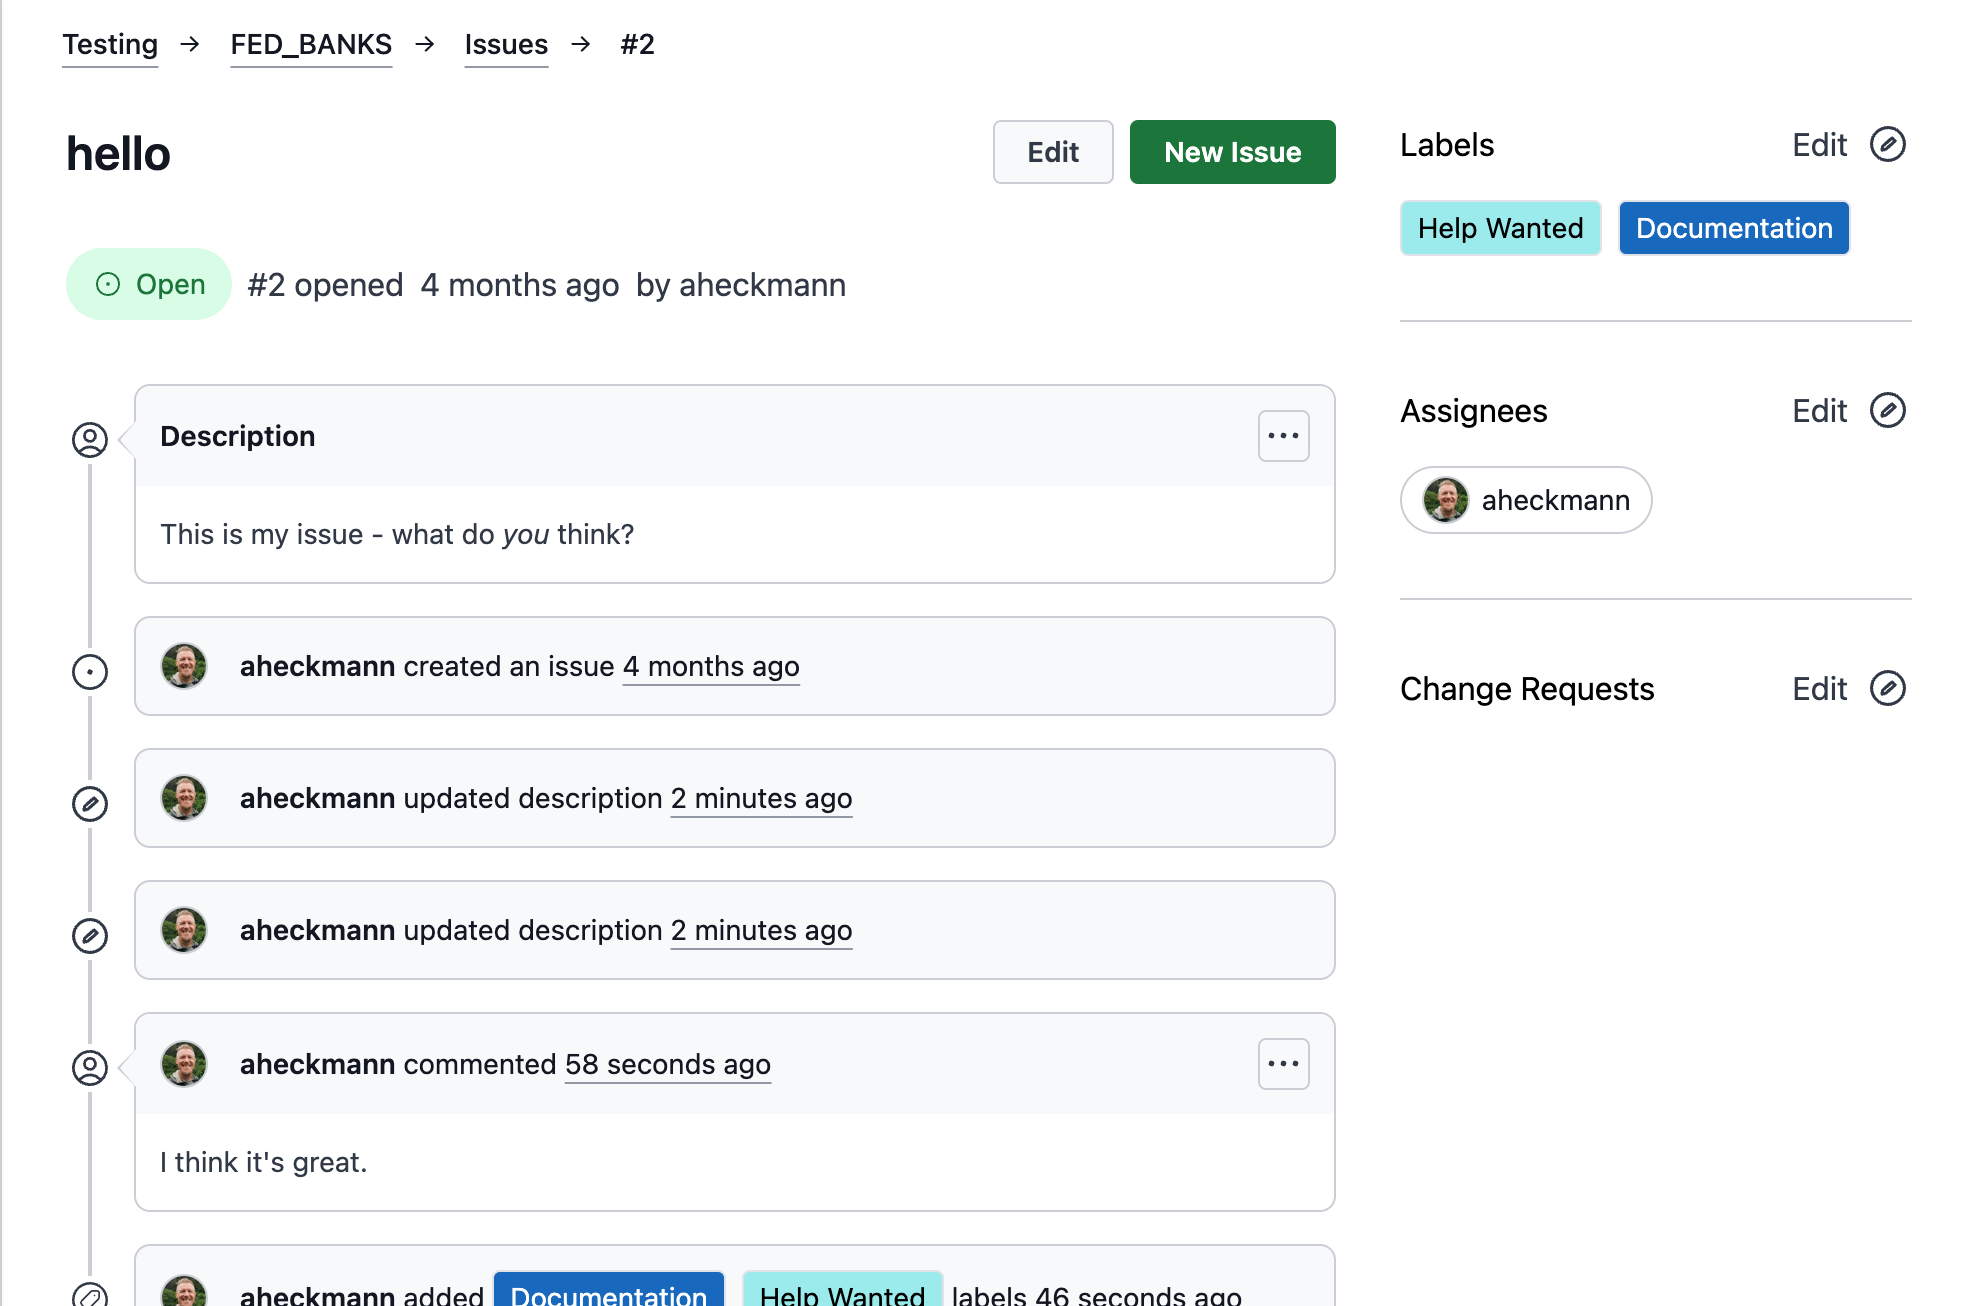 Testing → FED_BANKS → Issues → #2
hello
Edit
New Issue
Open
#2 opened 4 months ago by aheckmann
Description
This is my issue - what do you think?
aheckmann created an issue 4 months ago
aheckmann updated description 2 minutes ago
aheckmann updated description 2 minutes ago
aheckmann commented 58 seconds ago
I think it's great.
aheckmann added Documentation Help Wanted labels 46 seconds ago
Labels Edit
Help Wanted Documentation
Assignees Edit
aheckmann
Change Requests Edit